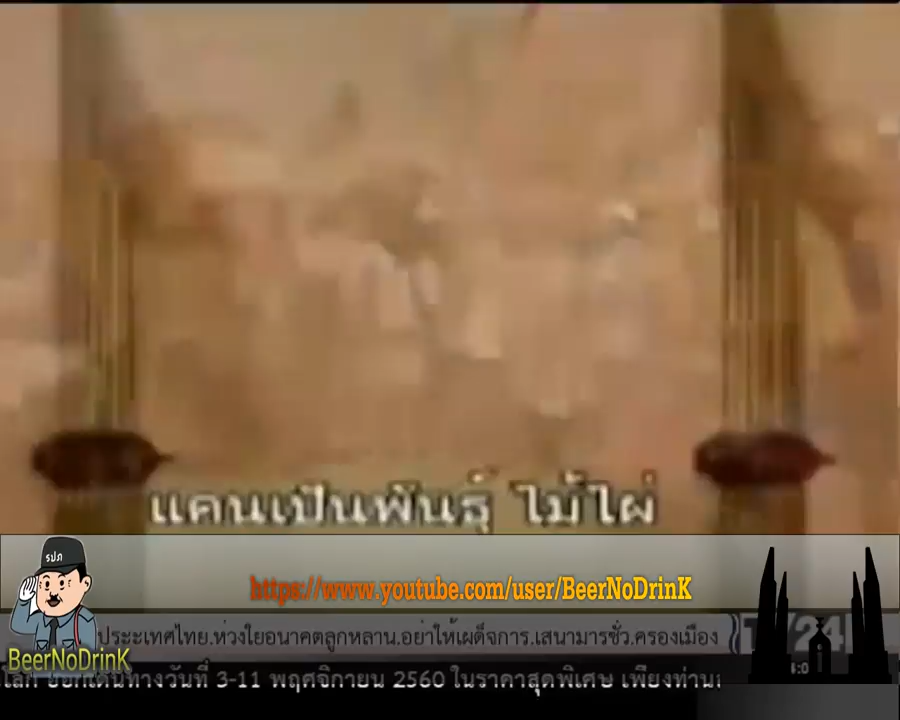 แคนเป็นพันธุ์ ไม้ไผ่
รปภ
https://www.youtube.com/user/BeerNoDrinK
ประะเทศไทย.ห่วงใยอนาคตลูกหลาน.อย่าให้เผด็จการ.เสนามารชั่ว.ครองเมือง
BeerNoDrinK
วันที่ 3-11 พฤศจิกายน 2560 ในราคาสุดพิเศษ เพียงท่าน